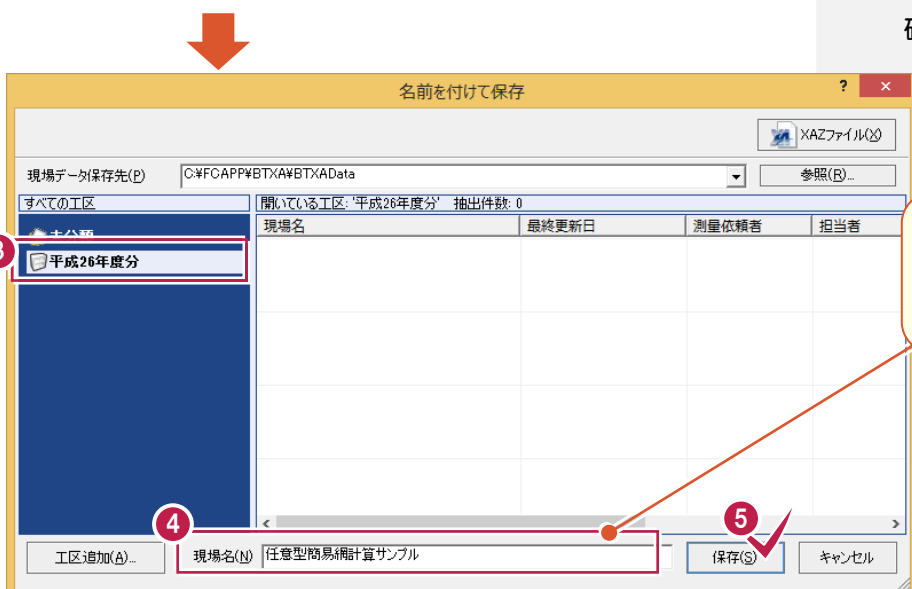 名前を付けて保存
?
×
XAZファイル(X)
現場データ保存先(P)
C:¥FCAPP¥BTXA¥BTXAData
参照(R)...
すべての工区
開いている工区: '平成26年度分' 抽出件数: 0
現場名
最終更新日
測量依頼者
担当者
未分類
平成26年度分
4
5
工区追加(A)...
現場名(N)
任意型簡易網計算サンプル
保存(S)
キャンセル